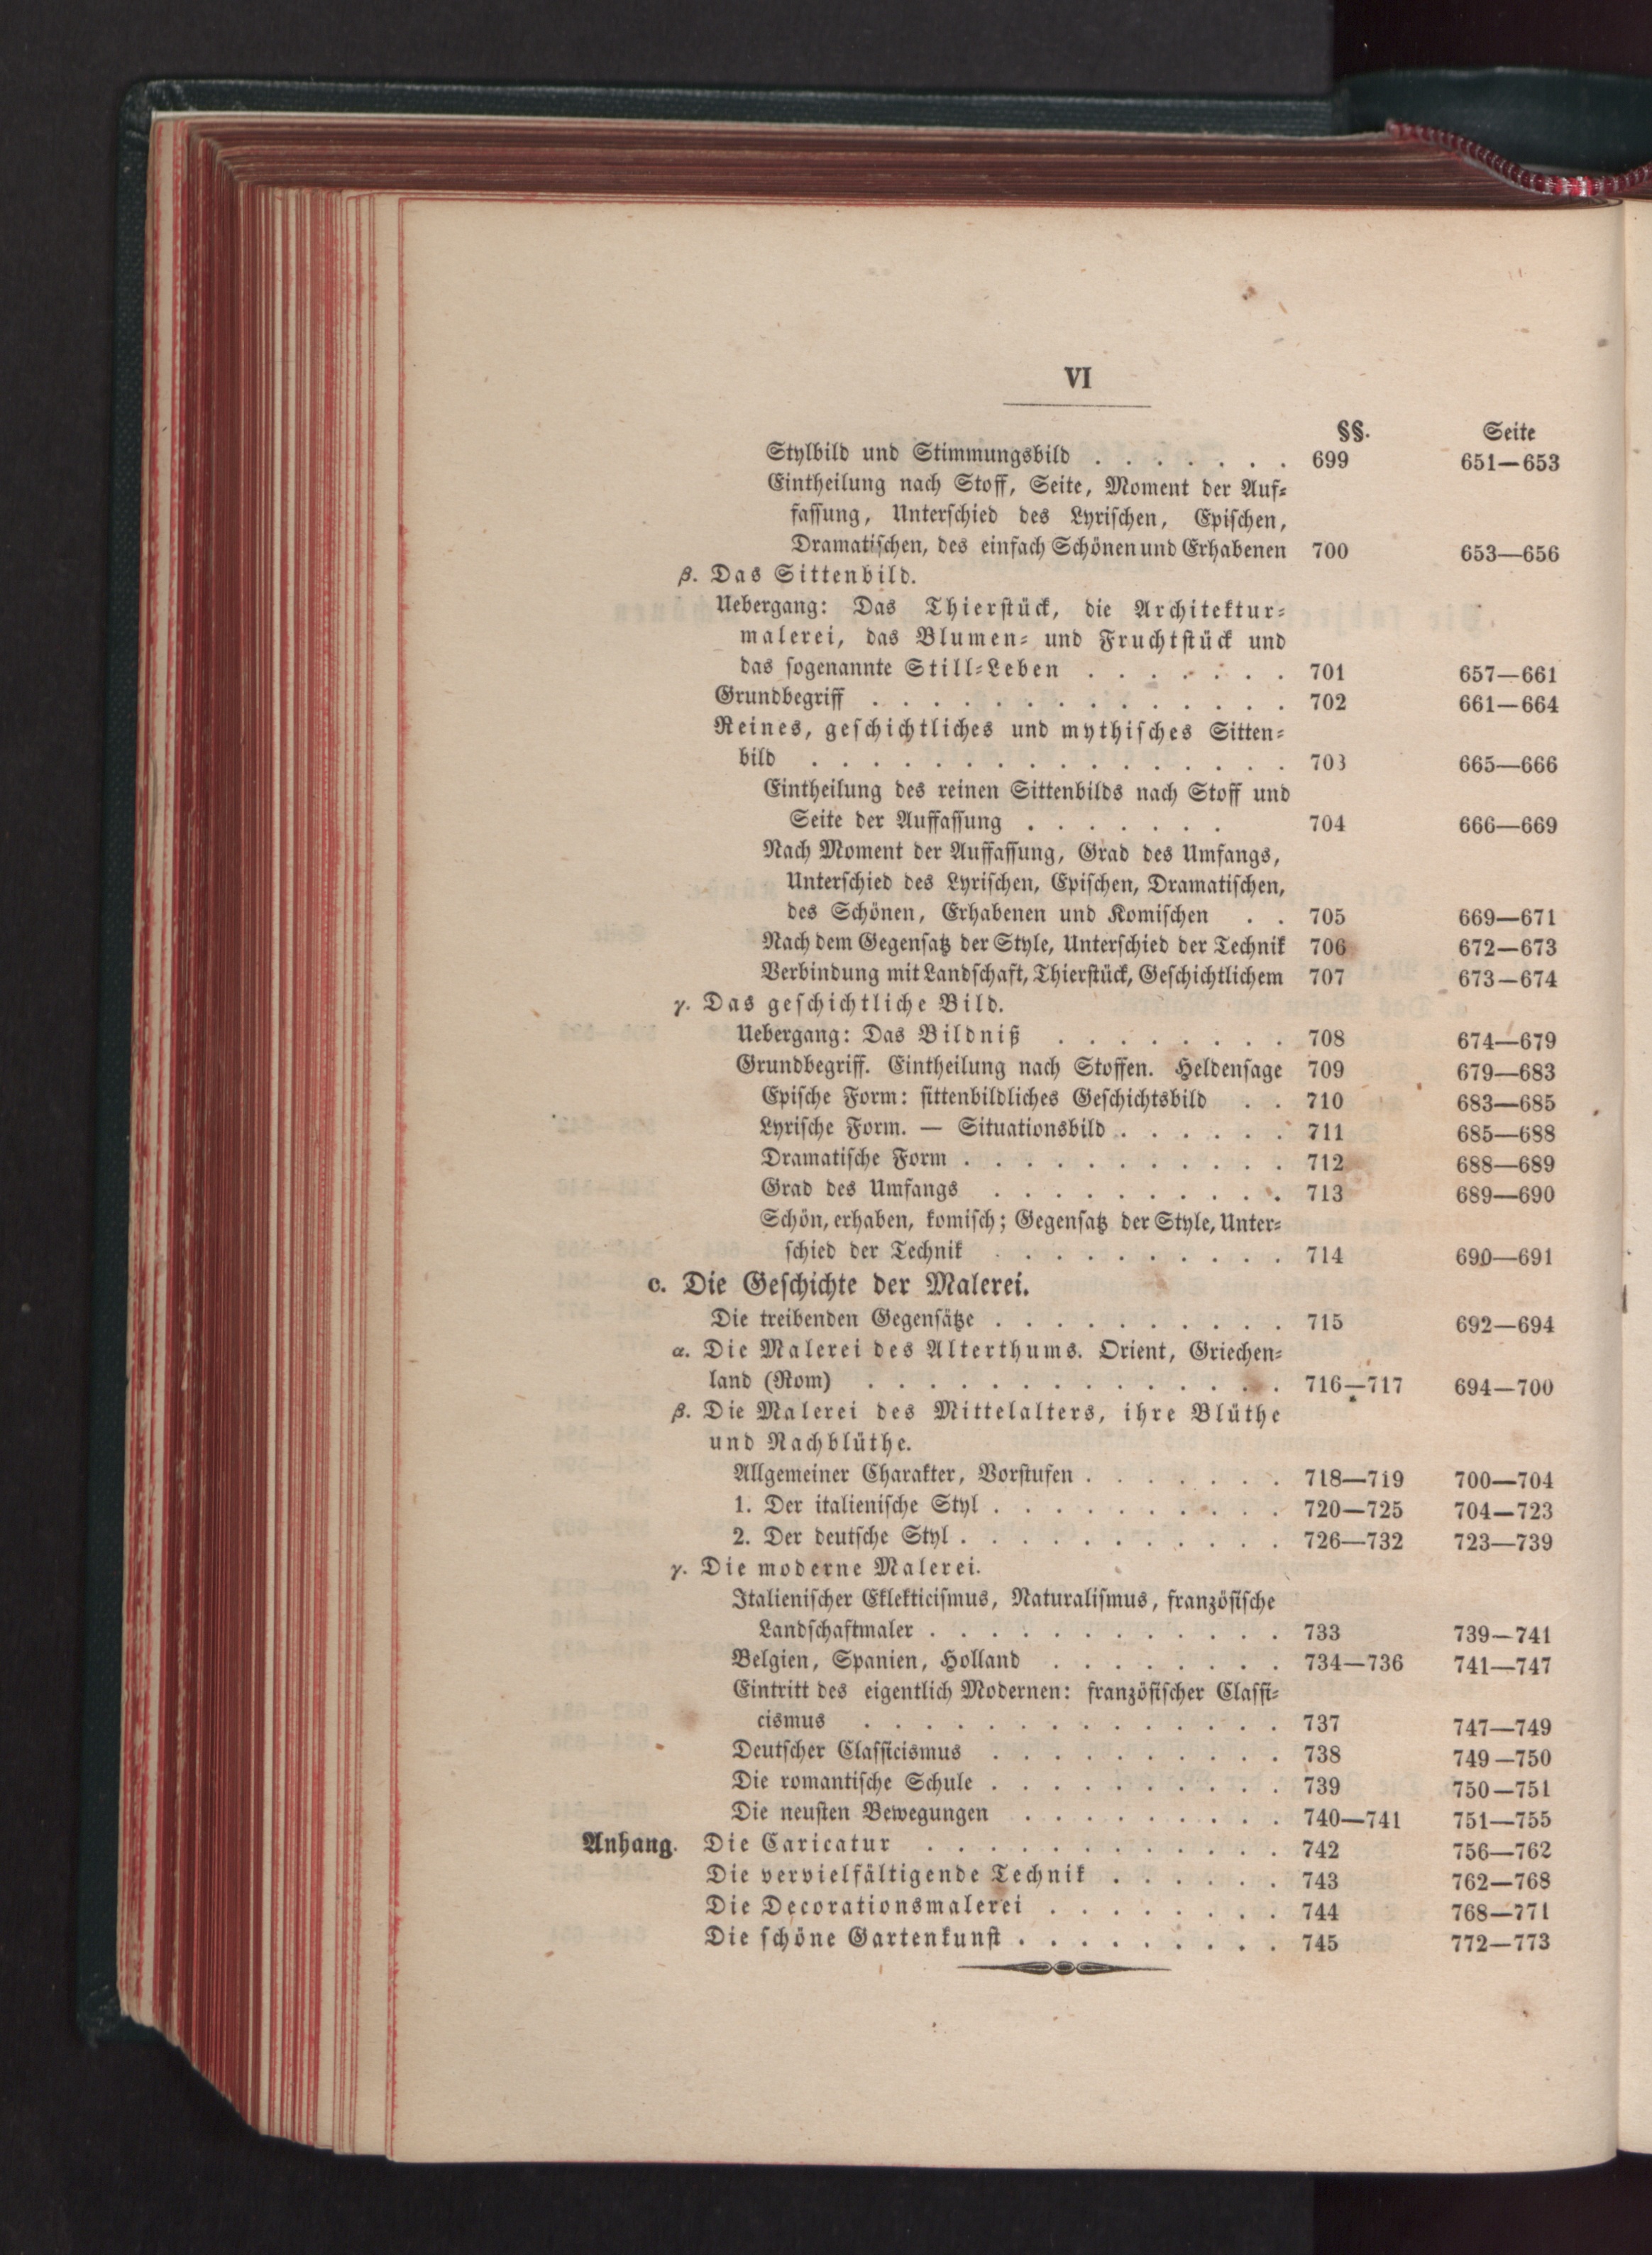 VI
§§. Seite
Stylbild und Stimmungsbild . . . . . . . 699 651—653
Eintheilung nach Stoff, Seite, Moment der Auf-
fassung, Unterschied des Lyrischen, Epischen,
Dramatischen, des einfach Schönen und Erhabenen 700 653—656
β. Das Sittenbild.
Uebergang: Das Thierstück, die Architektur-
malerei, das Blumen- und Fruchtstück und
das sogenannte Still-Leben . . . . . . . 701 657—661
Grundbegriff . . . . . . . . . . . . . . 702 661—664
Reines, geschichtliches und mythisches Sitten-
bild . . . . . . . . . . . . . . . . 703 665—666
Eintheilung des reinen Sittenbilds nach Stoff und
Seite der Auffassung . . . . . . . 704 666—669
Nach Moment der Auffassung, Grad des Umfangs,
Unterschied des Lyrischen, Epischen, Dramatischen,
des Schönen, Erhabenen und Komischen . . 705 669—671
Nach dem Gegensatz der Style, Unterschied der Technik 706 672—673
Verbindung mit Landschaft, Thierstück, Geschichtlichem 707 673—674
γ. Das geschichtliche Bild.
Uebergang: Das Bildniß . . . . . . . . 708 674—679
Grundbegriff. Eintheilung nach Stoffen. Heldensage 709 679—683
Epische Form: sittenbildliches Geschichtsbild . . 710 683—685
Lyrische Form. — Situationsbild . . . . . . 711 685—688
Dramatische Form . . . . . . . . . . . 712 688—689
Grad des Umfangs . . . . . . . . . . 713 689—690
Schön, erhaben, komisch; Gegensatz der Style, Unter-
schied der Technik . . . . . . . . . . 714 690—691
c. Die Geschichte der Malerei.
Die treibenden Gegensätze . . . . . . . . . . 715 692—694
α. Die Malerei des Alterthums. Orient, Griechen-
land (Rom) . . . . . . . . . . . . . . 716—717 694—700
β. Die Malerei des Mittelalters, ihre Blüthe
und Nachblüthe.
Allgemeiner Charakter, Vorstufen . . . . . . . 718—719 700—704
1. Der italienische Styl . . . . . . . . . . 720—725 704—723
2. Der deutsche Styl . . . . . . . . . . . 726—732 723—739
γ. Die moderne Malerei.
Italienischer Eklekticismus, Naturalismus, französische
Landschaftmaler . . . . . . . . . . . . 733 739—741
Belgien, Spanien, Holland . . . . . . . . 734—736 741—747
Eintritt des eigentlich Modernen: französischer Classi-
cismus . . . . . . . . . . . . . . 737 747—749
Deutscher Classicismus . . . . . . . . . . 738 749—750
Die romantische Schule . . . . . . . . . . 739 750—751
Die neusten Bewegungen . . . . . . . . . 740—741 751—755
Anhang. Die Caricatur . . . . . . . . . . . . 742 756—762
Die vervielfältigende Technik . . . . . . 743 762—768
Die Decorationsmalerei . . . . . . . . 744 768—771
Die schöne Gartenkunst . . . . . . . . . 745 772—773